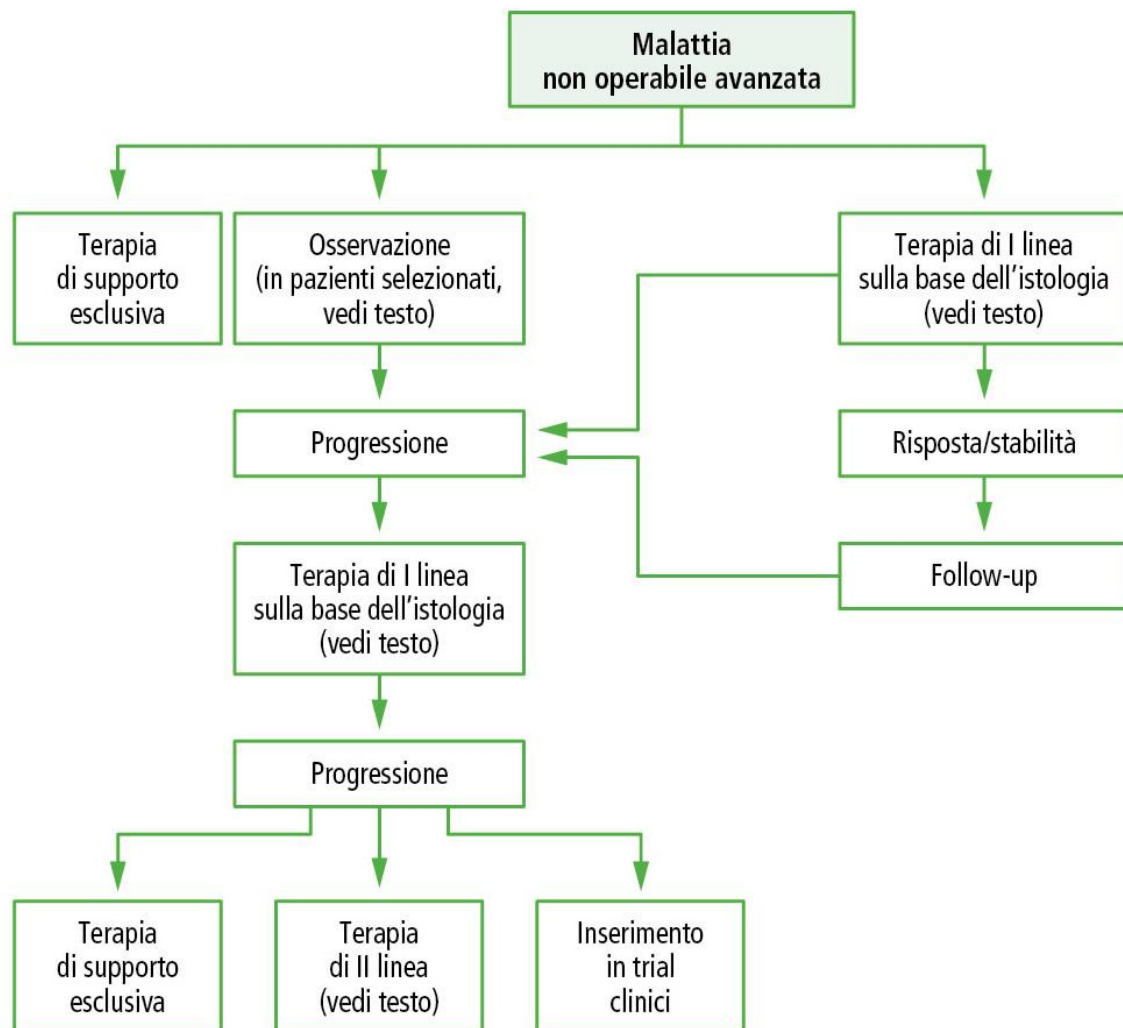 Malattia
non operabile avanzata
Terapia
di supporto
esclusiva
Osservazione
(in pazienti selezionati,
vedi testo)
Terapia di I linea
sulla base dell'istologia
(vedi testo)
Progressione
Risposta/stabilità
Terapia di I linea
sulla base dell'istologia
(vedi testo)
Follow-up
Progressione
Terapia
di supporto
esclusiva
Terapia
di II linea
(vedi testo)
Inserimento
in trial
clinici